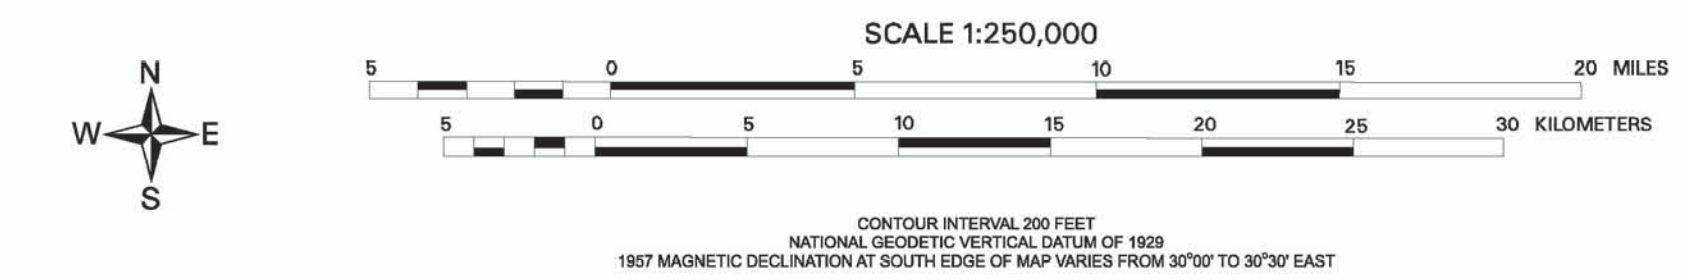 SCALE 1:250,000
N
W E
S
5 0 5 10 15 20 MILES
5 0 5 10 15 20 25 30 KILOMETERS
CONTOUR INTERVAL 200 FEET
NATIONAL GEODETIC VERTICAL DATUM OF 1929
1957 MAGNETIC DECLINATION AT SOUTH EDGE OF MAP VARIES FROM 30°00' TO 30°30' EAST